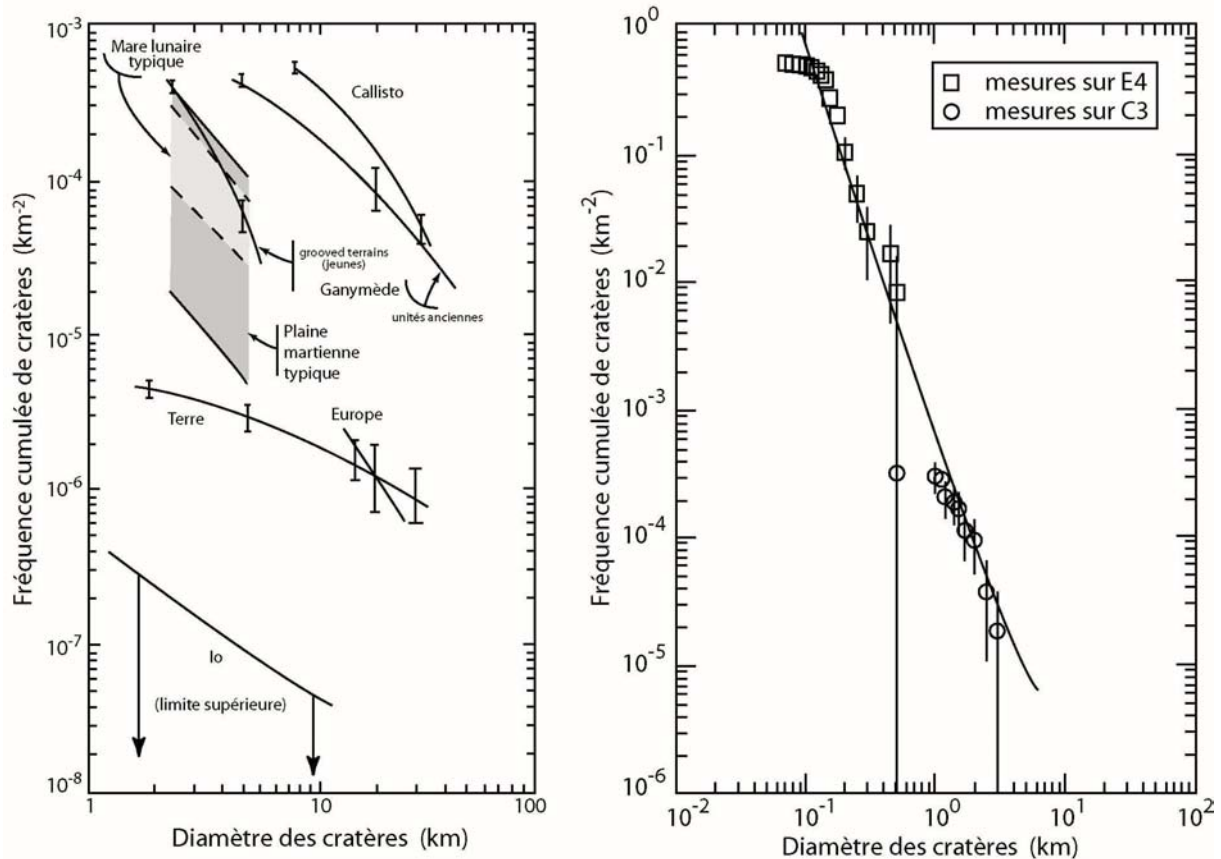 Fréquence cumulée de cratères (km-2)
10-3
10-4
10-5
10-6
10-7
10-8
Mare lunaire
typique
Callisto
grooved terrains
(jeunes)
Ganymède
unités anciennes
Plaine
martienne
typique
Terre
Europe
Io
(limite supérieure)
1
10
100
Diamètre des cratères (km)
Fréquence cumulée de cratères (km-2)
100
10-1
10-2
10-3
10-4
10-5
10-6
mesures sur E4
mesures sur C3
10-2
10-1
100
101
102
Diamètre des cratères (km)